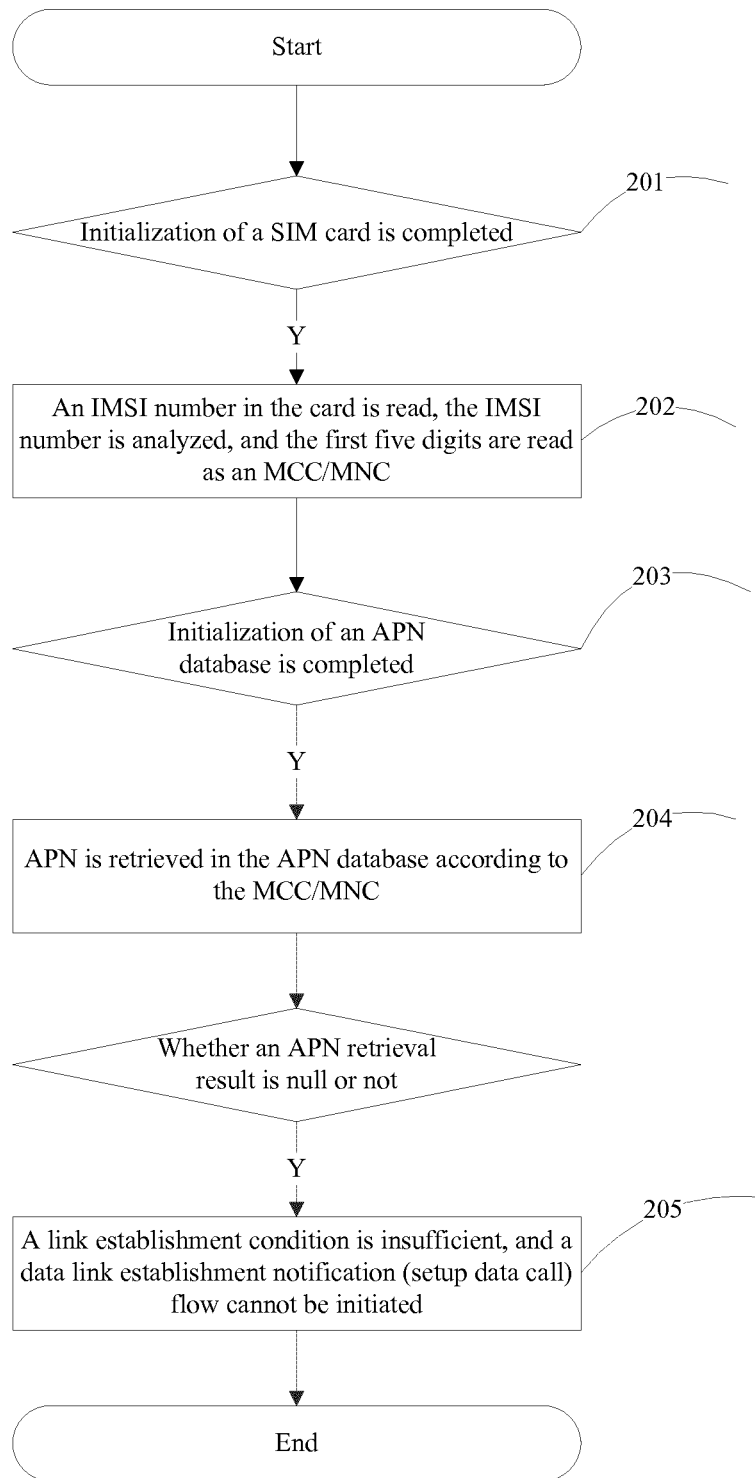 Start
201
Initialization of a SIM card is completed
Y
An IMSI number in the card is read, the IMSI
number is analyzed, and the first five digits are read
as an MCC/MNC
202
203
Initialization of an APN
database is completed
Y
204
APN is retrieved in the APN database according to
the MCC/MNC
Whether an APN retrieval
result is null or not
Y
205
A link establishment condition is insufficient, and a
data link establishment notification (setup data call)
flow cannot be initiated
End